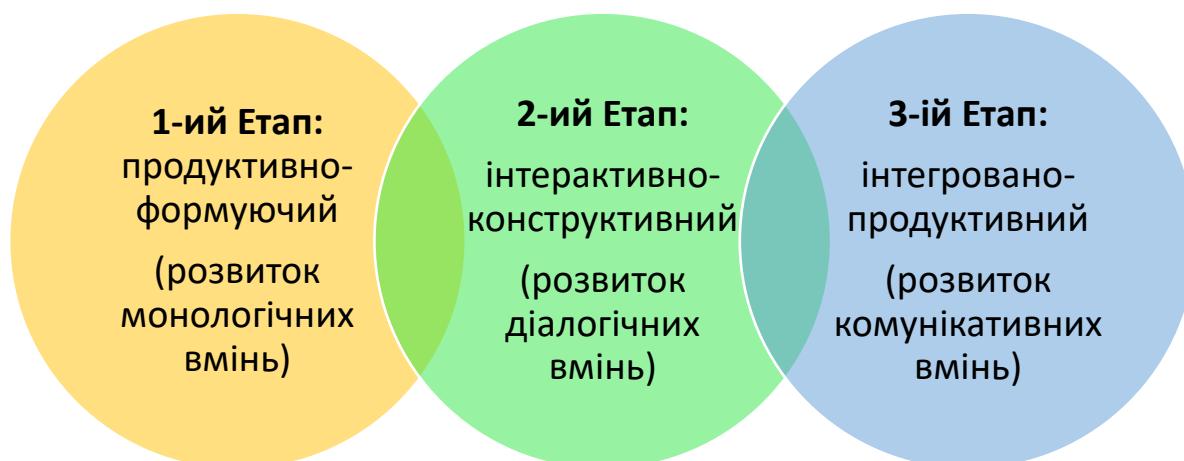 1-ий Етап:
продуктивно-
формуючий
(розвиток
монологічних
вмінь)
2-ий Етап:
інтерактивно-
конструктивний
(розвиток
діалогічних
вмінь)
3-ій Етап:
інтегровано-
продуктивний
(розвиток
комунікативних
вмінь)